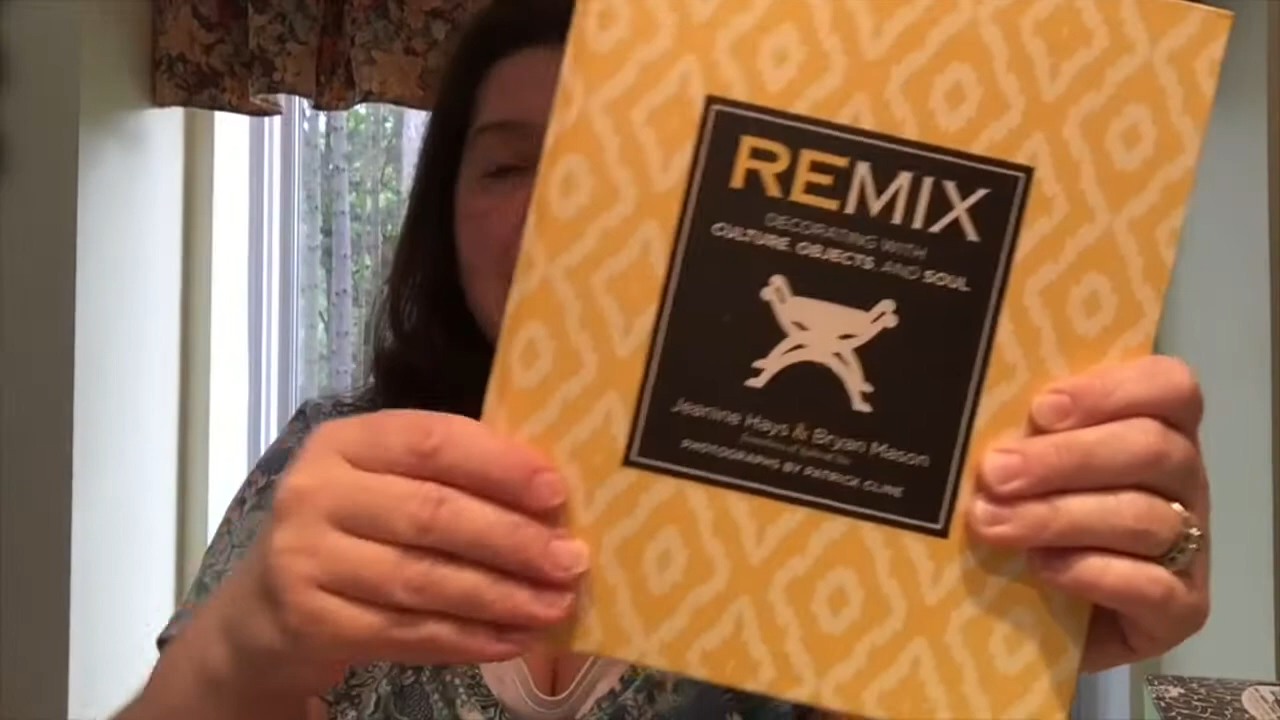 REMIX
DECORATING WITH
CULTURE, OBJECTS, AND SOUL
Jeanine Hays & Bryan Mason
PHOTOGRAPHS BY PATRICK CLINE